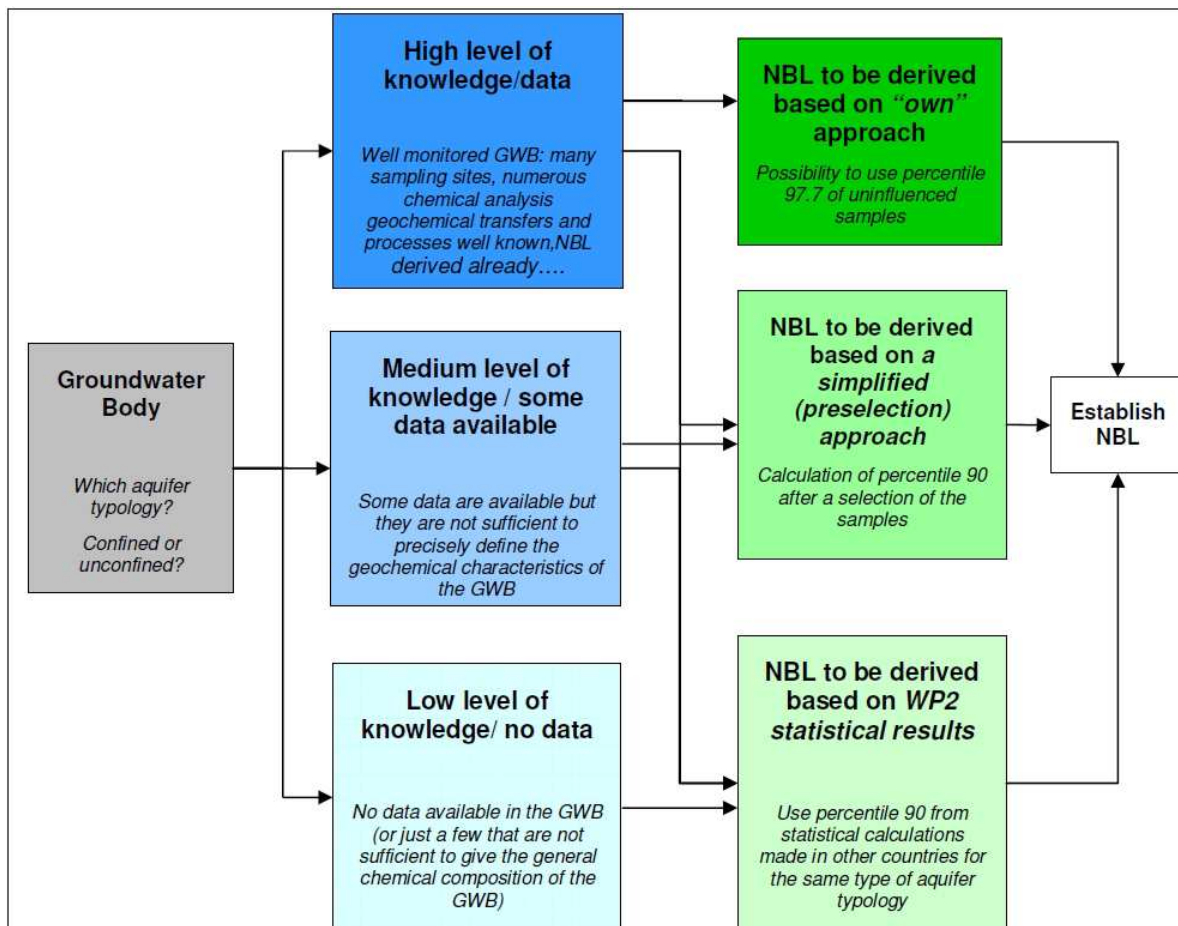 Groundwater
Body
Which aquifer
typology?
Confined or
unconfined?
High level of
knowledge/data
Well monitored GWB: many
sampling sites, numerous
chemical analysis
geochemical transfers and
processes well known,NBL
derived already….
Medium level of
knowledge / some
data available
Some data are available but
they are not sufficient to
precisely define the
geochemical characteristics of
the GWB
Low level of
knowledge/ no data
No data available in the GWB
(or just a few that are not
sufficient to give the general
chemical composition of the
GWB)
NBL to be derived
based on “own”
approach
Possibility to use percentile
97.7 of uninfluenced
samples
NBL to be derived
based on a
simplified
(preselection)
approach
Calculation of percentile 90
after a selection of the
samples
NBL to be derived
based on WP2
statistical results
Use percentile 90 from
statistical calculations
made in other countries for
the same type of aquifer
typology
Establish
NBL